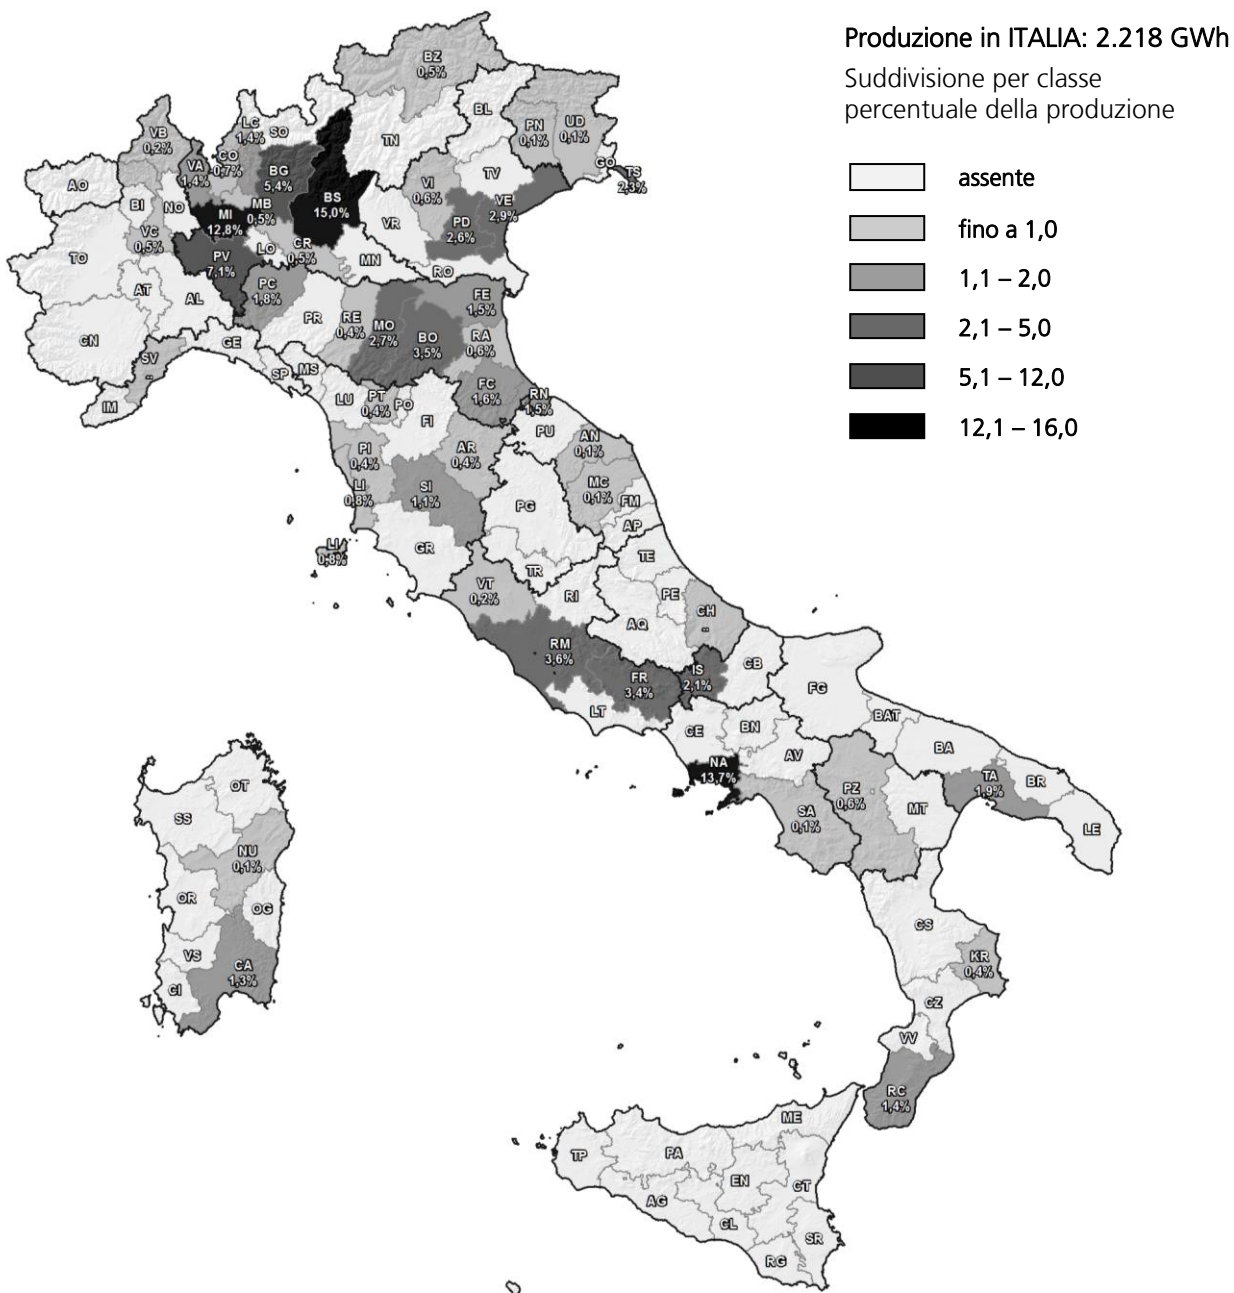 Produzione in ITALIA: 2.218 GWh
Suddivisione per classe
percentuale della produzione
assente
fino a 1,0
1,1 – 2,0
2,1 – 5,0
5,1 – 12,0
12,1 – 16,0
BZ
0,5%
BL
PN
0,1%
UD
0,1%
GO
TS
2,3%
TN
TV
VE
2,9%
VI
0,6%
PD
2,6%
VR
RO
VB
0,2%
LC
1,4%
SO
CO
0,7%
VA
1,4%
BG
5,4%
BS
15,0%
MB
0,5%
MI
12,8%
AO
BI
NO
VC
0,5%
LO
CR
0,5%
MN
PV
7,1%
TO
AT
AL
CN
PC
1,8%
PR
RE
0,4%
MO
2,7%
BO
3,5%
FE
1,5%
RA
0,6%
FC
1,6%
RN
1,5%
GE
SV
..
IM
SP
MS
LU
PT
0,4%
PO
FI
PI
0,4%
AR
0,4%
LI
0,8%
SI
1,1%
GR
LI
0,8%
PU
AN
0,1%
MC
0,1%
FM
AP
PG
TR
TE
PE
AQ
CH
..
RI
VT
0,2%
RM
3,6%
FR
3,4%
LT
IS
2,1%
CB
FG
BAT
BA
BR
TA
1,9%
LE
CE
BN
AV
NA
13,7%
SA
0,1%
PZ
0,6%
MT
CS
KR
0,4%
CZ
VV
RC
1,4%
OT
SS
NU
0,1%
OR
OG
VS
CA
1,3%
CI
ME
TP
PA
EN
CT
AG
CL
SR
RG